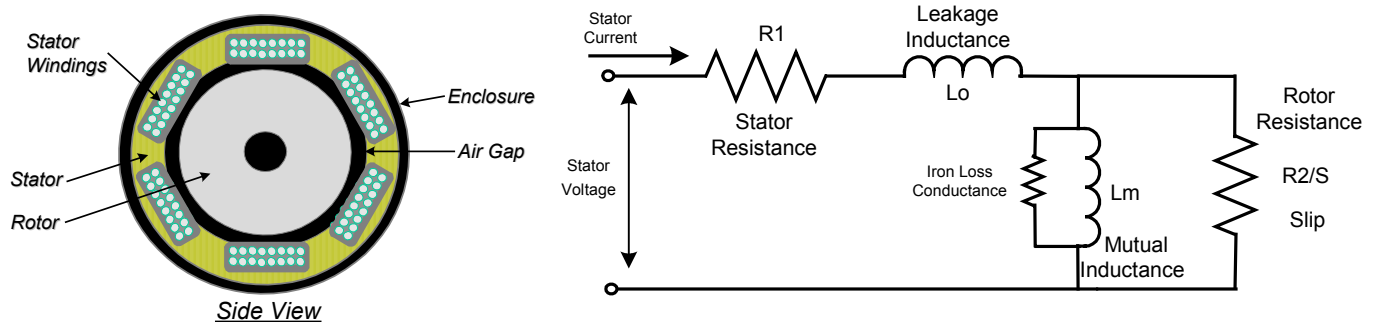 Stator
Windings
Enclosure
Air Gap
Stator
Rotor
Side View
Stator
Current
R1
Leakage
Inductance
Lo
Stator
Resistance
Stator
Voltage
Iron Loss
Conductance
Lm
Mutual
Inductance
Rotor
Resistance
R2/S
Slip